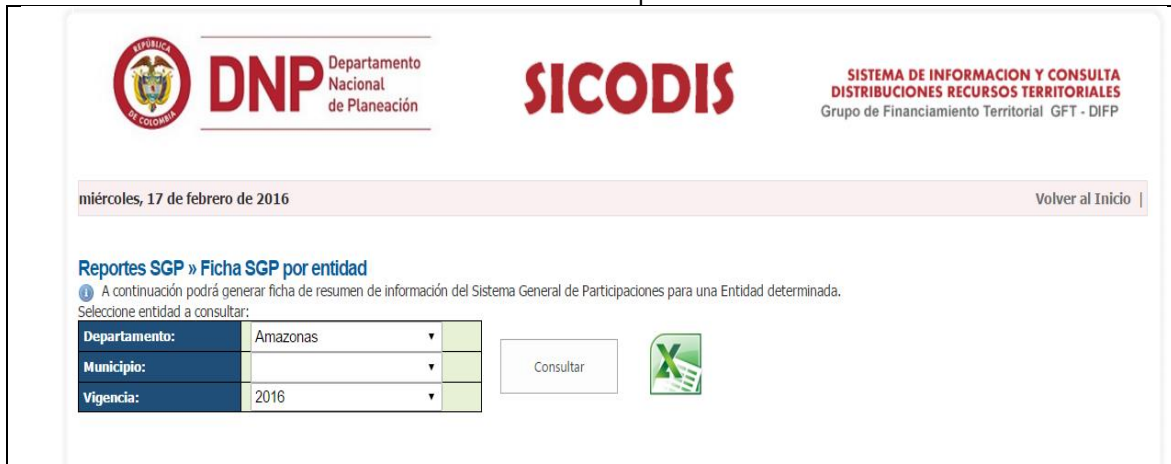 REPÚBLICA
DE COLOMBIA
DNP
Departamento
Nacional
de Planeación
SICODIS
SISTEMA DE INFORMACION Y CONSULTA
DISTRIBUCIONES RECURSOS TERRITORIALES
Grupo de Financiamiento Territorial GFT - DIFP
miércoles, 17 de febrero de 2016
Volver al Inicio |
Reportes SGP » Ficha SGP por entidad
A continuación podrá generar ficha de resumen de información del Sistema General de Participaciones para una Entidad determinada.
Seleccione entidad a consultar:
Departamento: Amazonas
Municipio:
Consultar
Vigencia: 2016